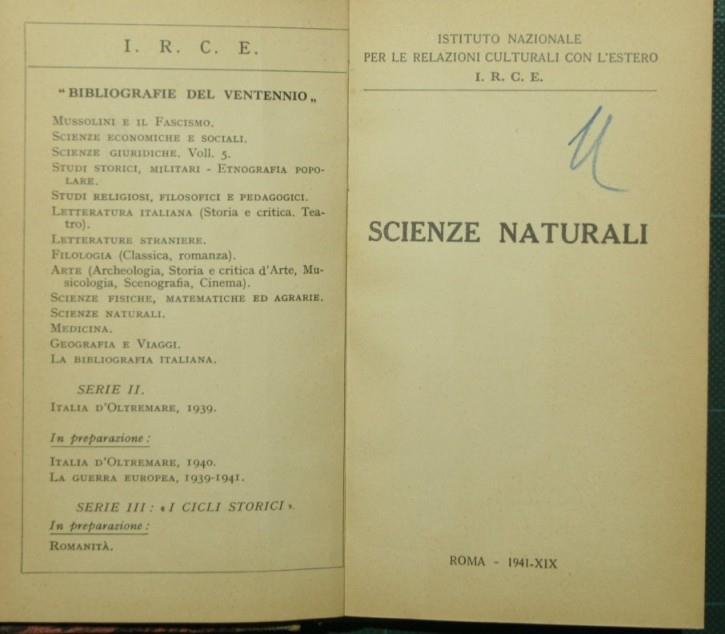 I. R. C. E.
"BIBLIOGRAFIE DEL VENTENNIO„
MUSSOLINI E IL FASCISMO.
SCIENZE ECONOMICHE E SOCIALI.
SCIENZE GIURIDICHE. Voll. 5.
STUDI STORICI, MILITARI - ETNOGRAFIA POPO-
LARE.
STUDI RELIGIOSI, FILOSOFICI E PEDAGOGICI.
LETTERATURA ITALIANA (Storia e critica. Tea-
tro).
LETTERATURE STRANIERE.
FILOLOGIA (Classica, romanza).
ARTE (Archeologia, Storia e critica d'Arte, Mu-
sicologia, Scenografia, Cinema).
SCIENZE FISICHE, MATEMATICHE ED AGRARIE.
SCIENZE NATURALI.
MEDICINA.
GEOGRAFIA E VIAGGI.
LA BIBLIOGRAFIA ITALIANA.
SERIE II.
ITALIA D'OLTREMARE, 1939.
In preparazione:
ITALIA D'OLTREMARE, 1940.
LA GUERRA EUROPEA, 1939-1941.
SERIE III: «I CICLI STORICI».
In preparazione:
ROMANITÀ.
ISTITUTO NAZIONALE
PER LE RELAZIONI CULTURALI CON L'ESTERO
I. R. C. E.
SCIENZE NATURALI
ROMA - 1941-XIX